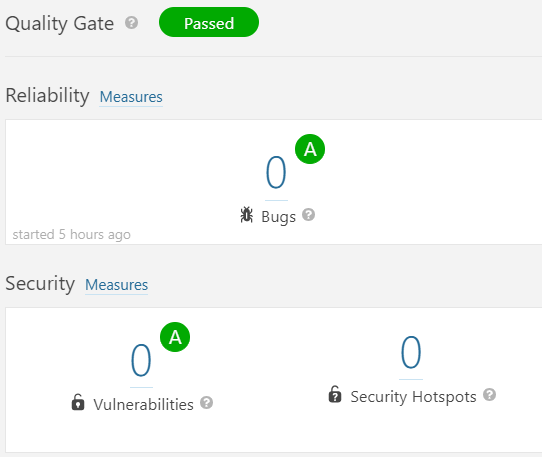 Quality Gate ? Passed
Reliability Measures
A
0
Bugs ?
started 5 hours ago
Security Measures
A
0
0
Vulnerabilities ?
Security Hotspots ?